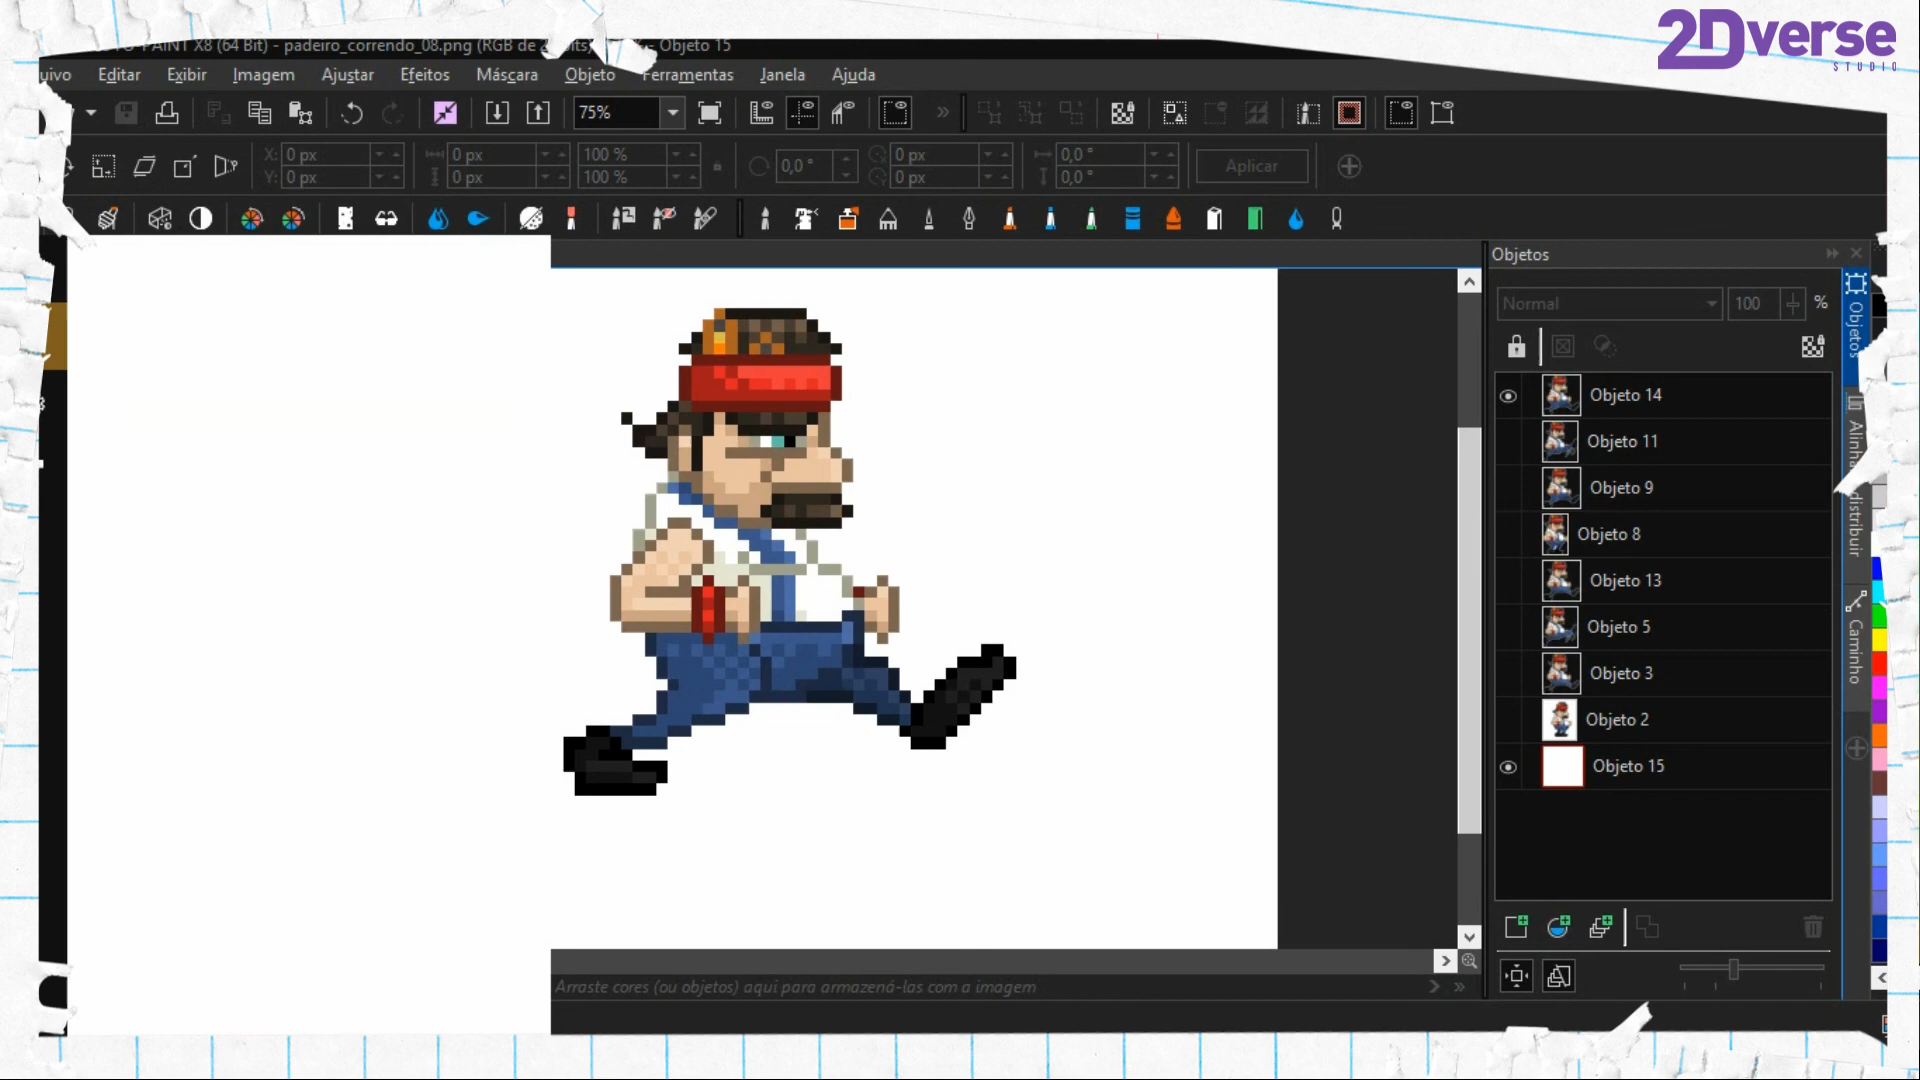 2Dverse
STUDIO
PAINT X8 (64 Bit) - padeiro_correndo_08.png (RGB de 2
- Objeto 15
uivo Editar Exibir Imagem Ajustar Efeitos Máscara Objeto Ferramentas Janela Ajuda
75%
X: 0 px 0 px 100 % 0,0 ° 0 px 0,0 ° Aplicar
Y: 0 px 0 px 100 % 0 px 0,0 °
Objetos
Normal 100 %
Objeto 14
Objeto 11
Objeto 9
Objeto 8
Objeto 13
Objeto 5
Objeto 3
Objeto 2
Objeto 15
Objetos
distribuir
Caminho
Arraste cores (ou objetos) aqui para armazená-las com a imagem